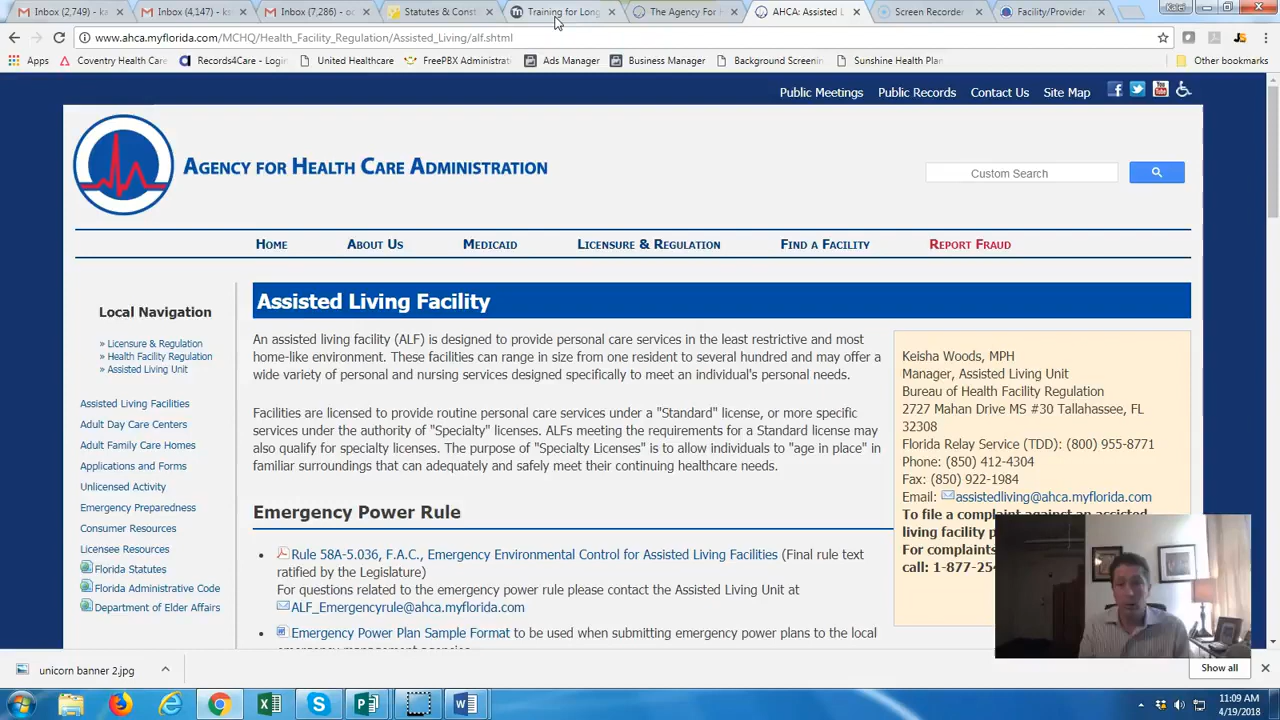 Inbox (2,749) - k
Inbox (4,147) - ks
Inbox (7,286) - oc
Statutes & Const
Training for Long
The Agency For H
AHCA: Assisted L
Screen Recorder
Facility/Provider
www.ahca.myflorida.com/MCHQ/Health_Facility_Regulation/Assisted_Living/alf.shtml
Apps
Coventry Health Care
Records4Care - Login
United Healthcare
FreePBX Administrat
Ads Manager
Business Manager
Background Screenin
Sunshine Health Plan
Other bookmarks
Public Meetings
Public Records
Contact Us
Site Map
Agency for Health Care Administration
Custom Search
Home
About Us
Medicaid
Licensure & Regulation
Find a Facility
Report Fraud
Local Navigation
» Licensure & Regulation
» Health Facility Regulation
» Assisted Living Unit
Assisted Living Facilities
Adult Day Care Centers
Adult Family Care Homes
Applications and Forms
Unlicensed Activity
Emergency Preparedness
Consumer Resources
Licensee Resources
Florida Statutes
Florida Administrative Code
Department of Elder Affairs
Assisted Living Facility
An assisted living facility (ALF) is designed to provide personal care services in the least restrictive and most
home-like environment. These facilities can range in size from one resident to several hundred and may offer a
wide variety of personal and nursing services designed specifically to meet an individual's personal needs.
Facilities are licensed to provide routine personal care services under a "Standard" license, or more specific
services under the authority of "Specialty" licenses. ALFs meeting the requirements for a Standard license may
also qualify for specialty licenses. The purpose of "Specialty Licenses" is to allow individuals to "age in place" in
familiar surroundings that can adequately and safely meet their continuing healthcare needs.
Emergency Power Rule
• Rule 58A-5.036, F.A.C., Emergency Environmental Control for Assisted Living Facilities (Final rule text
ratified by the Legislature)
For questions related to the emergency power rule please contact the Assisted Living Unit at
ALF_Emergencyrule@ahca.myflorida.com
• Emergency Power Plan Sample Format to be used when submitting emergency power plans to the local
emergency management agencies.
Keisha Woods, MPH
Manager, Assisted Living Unit
Bureau of Health Facility Regulation
2727 Mahan Drive MS #30 Tallahassee, FL
32308
Florida Relay Service (TDD): (800) 955-8771
Phone: (850) 412-4304
Fax: (850) 922-1984
Email: assistedliving@ahca.myflorida.com
To file a complaint against an assisted
living facility p
For complaints
call: 1-877-254
unicorn banner 2.jpg
Show all
11:09 AM
4/19/2018